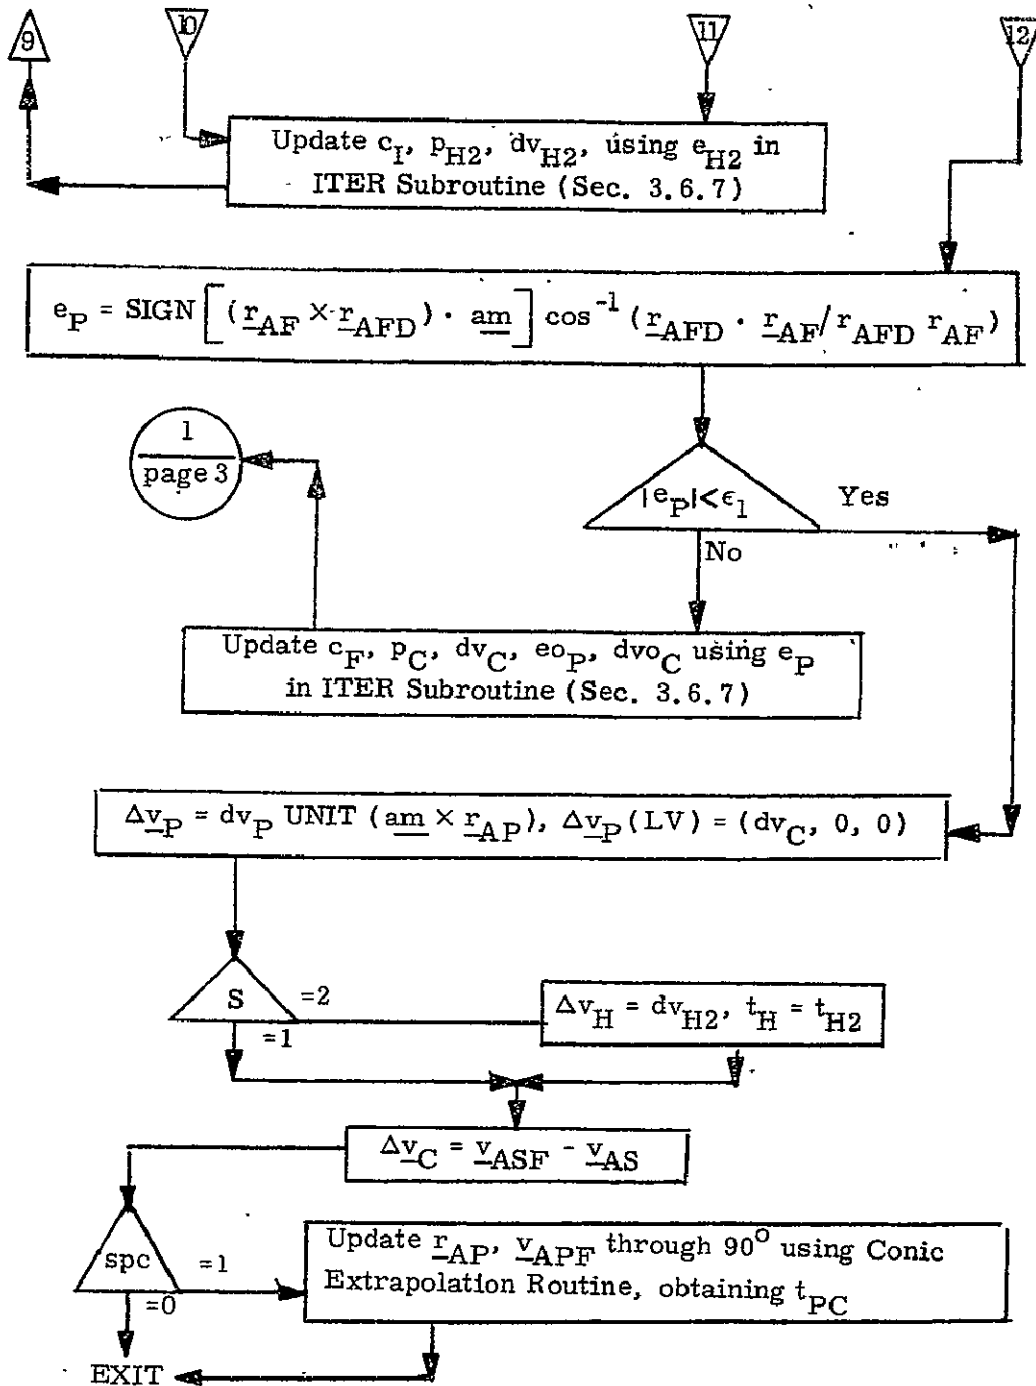 9
10
11
12
Update c_I, p_H2, dv_H2, using e_H2 in
ITER Subroutine (Sec. 3.6.7)
e_P = SIGN [(r_AF × r_AFD) · am] cos^-1 (r_AFD · r_AF/r_AFD r_AF)
1
page 3
|e_P|<ϵ_1
Yes
No
Update c_F, p_C, dv_C, eo_P, dvo_C using e_P
in ITER Subroutine (Sec. 3.6.7)
Δv_P = dv_P UNIT (am × r_AP), Δv_P (LV) = (dv_C, 0, 0)
S
=2
=1
Δv_H = dv_H2, t_H = t_H2
Δv_C = v_ASF - v_AS
spc
=1
=0
Update r_AP, v_APF through 90° using Conic
Extrapolation Routine, obtaining t_PC
EXIT